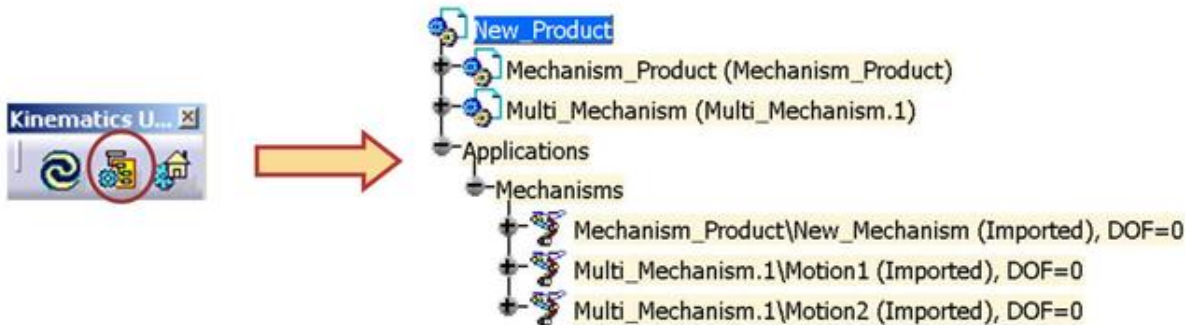 Kinematics U...
New_Product
Mechanism_Product (Mechanism_Product)
Multi_Mechanism (Multi_Mechanism.1)
Applications
Mechanisms
Mechanism_Product\New_Mechanism (Imported), DOF=0
Multi_Mechanism.1\Motion1 (Imported), DOF=0
Multi_Mechanism.1\Motion2 (Imported), DOF=0